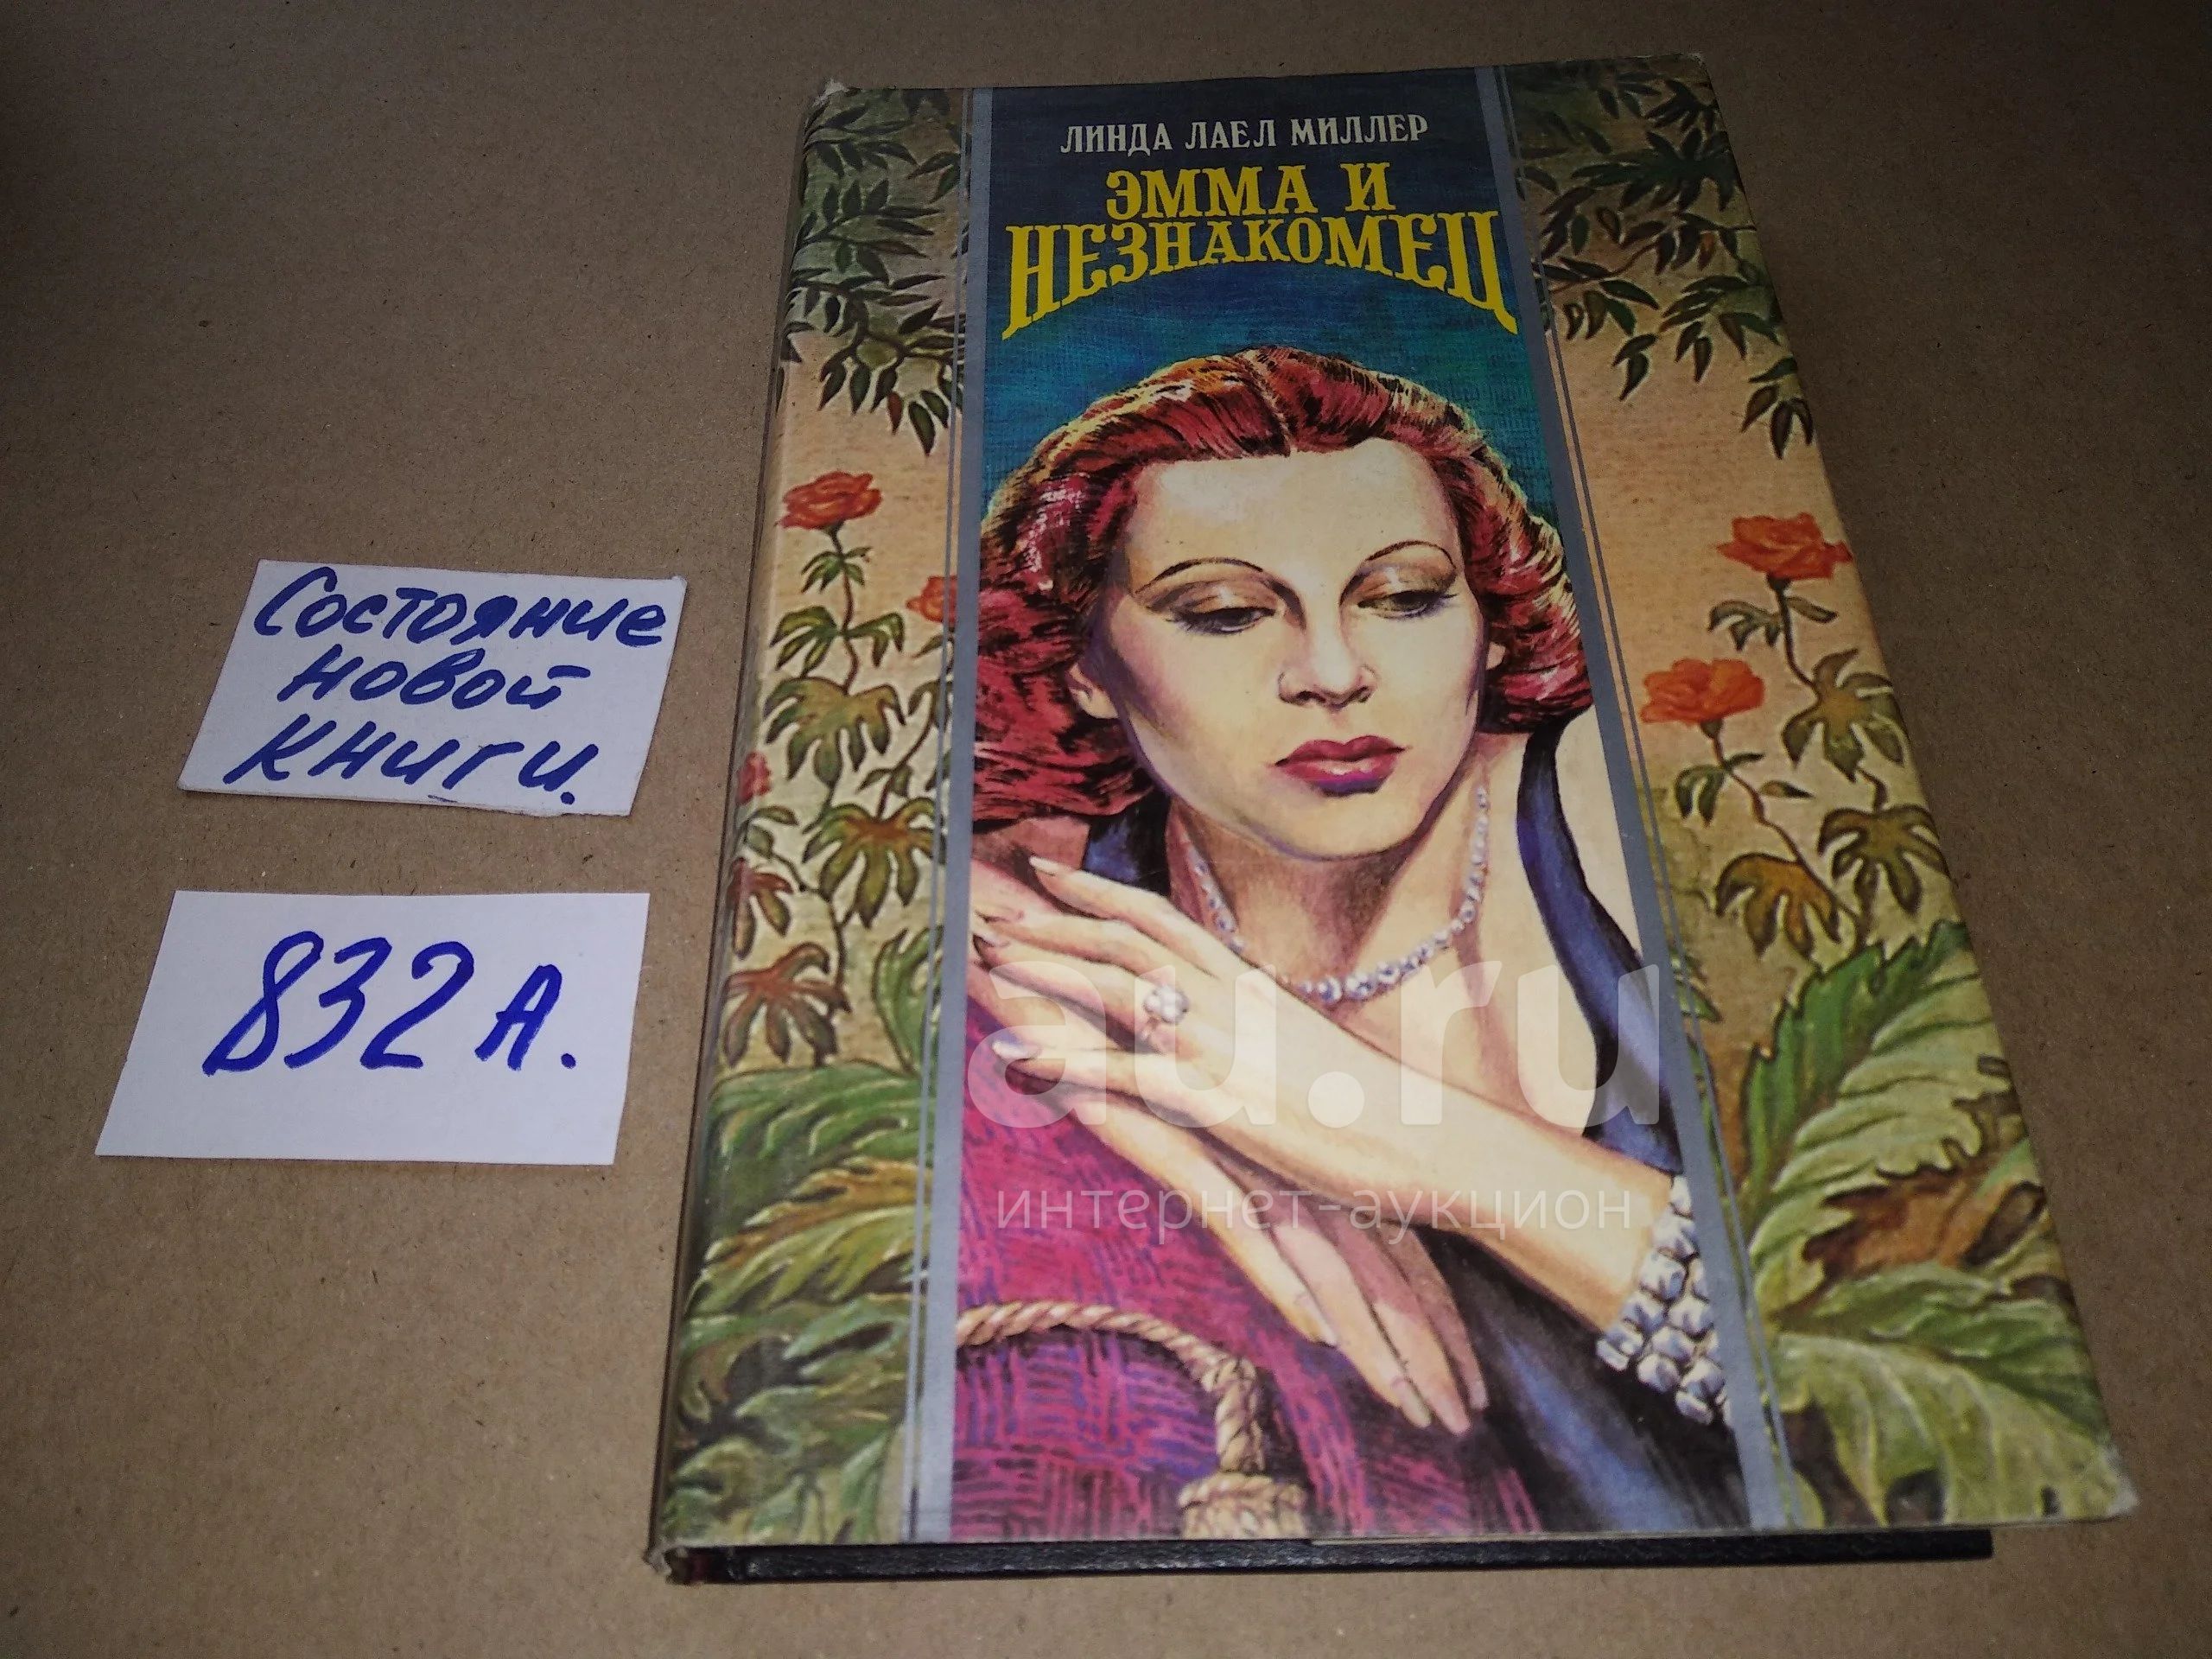 ЛИНДА ЛАЕЛ МИЛЛЕР
ЭММА И
НЕЗНАКОМЕЦ
Состояние
новой
книги.
832 А.
au.ru
интернет-аукцион